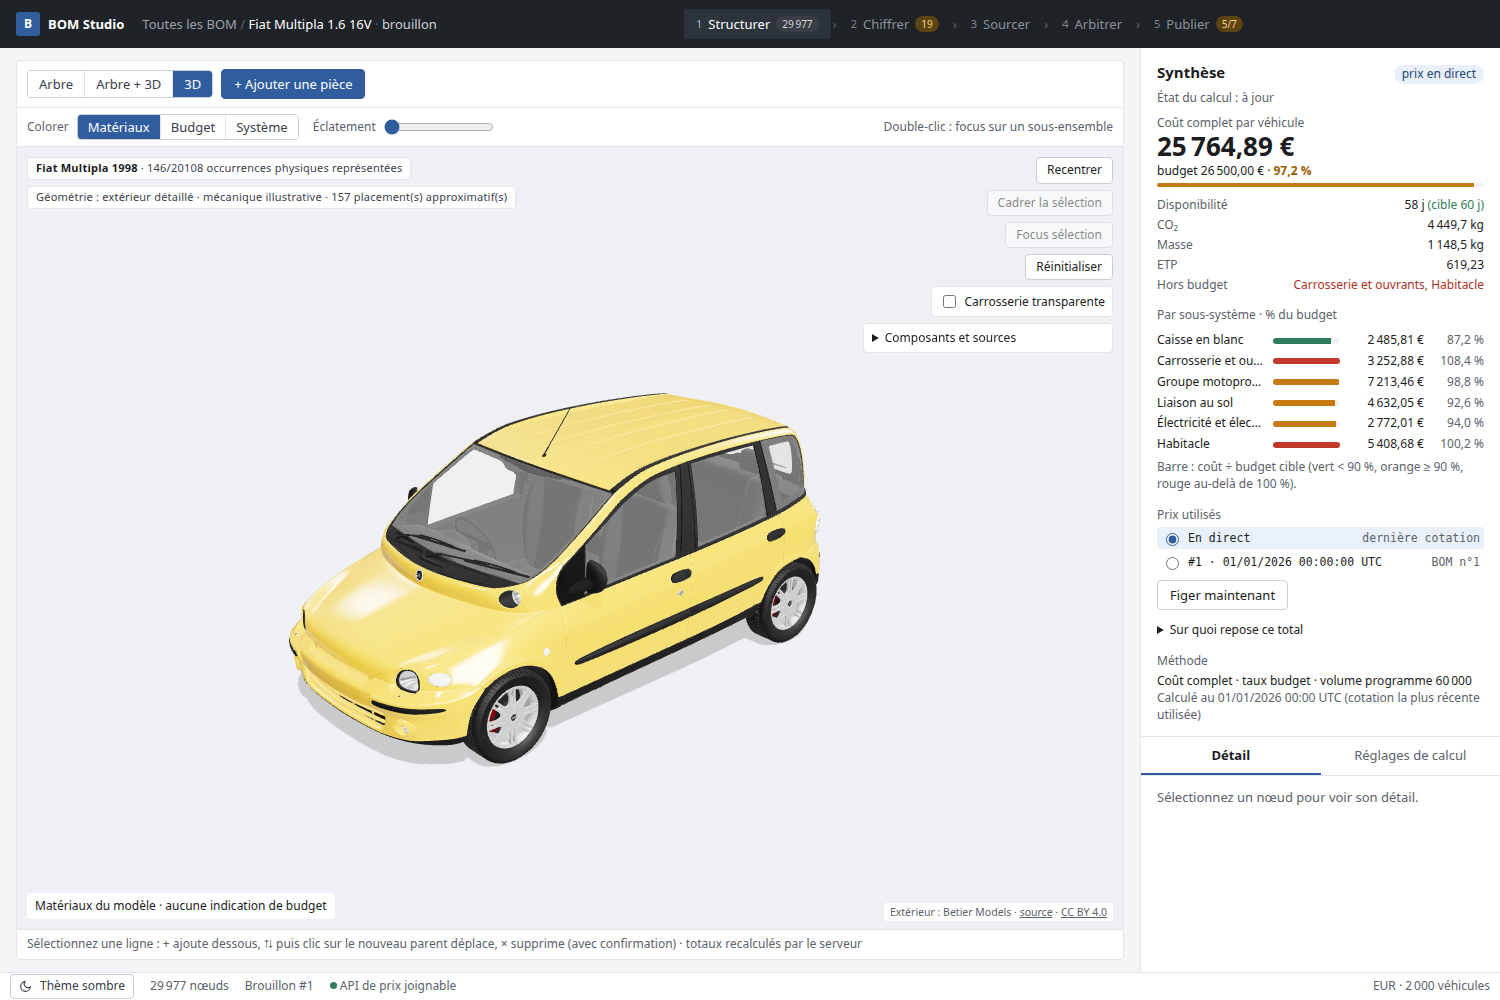 B BOM Studio Toutes les BOM / Fiat Multipla 1.6 16V · brouillon
1 Structurer 29 977 › 2 Chiffrer 19 › 3 Sourcer › 4 Arbitrer › 5 Publier 5/7
Arbre Arbre + 3D 3D + Ajouter une pièce
Colorer Matériaux Budget Système Éclatement Double-clic : focus sur un sous-ensemble
Fiat Multipla 1998 · 146/20108 occurrences physiques représentées
Géométrie : extérieur détaillé · mécanique illustrative · 157 placement(s) approximatif(s)
Recentrer
Cadrer la sélection
Focus sélection
Réinitialiser
Carrosserie transparente
▶ Composants et sources
Matériaux du modèle · aucune indication de budget
Extérieur : Betier Models · source · CC BY 4.0
Sélectionnez une ligne : + ajoute dessous, ⇅ puis clic sur le nouveau parent déplace, × supprime (avec confirmation) · totaux recalculés par le serveur
Synthèse prix en direct
État du calcul : à jour
Coût complet par véhicule
25 764,89 €
budget 26 500,00 € · 97,2 %
Disponibilité 58 j (cible 60 j)
CO₂ 4 449,7 kg
Masse 1 148,5 kg
ETP 619,23
Hors budget Carrosserie et ouvrants, Habitacle
Par sous-système · % du budget
Caisse en blanc 2 485,81 € 87,2 %
Carrosserie et ou... 3 252,88 € 108,4 %
Groupe motopro... 7 213,46 € 98,8 %
Liaison au sol 4 632,05 € 92,6 %
Électricité et élec... 2 772,01 € 94,0 %
Habitacle 5 408,68 € 100,2 %
Barre : coût ÷ budget cible (vert < 90 %, orange ≥ 90 %,
rouge au-delà de 100 %).
Prix utilisés
En direct dernière cotation
#1 · 01/01/2026 00:00:00 UTC BOM n°1
Figer maintenant
▶ Sur quoi repose ce total
Méthode
Coût complet · taux budget · volume programme 60 000
Calculé au 01/01/2026 00:00 UTC (cotation la plus récente
utilisée)
Détail Réglages de calcul
Sélectionnez un nœud pour voir son détail.
Thème sombre 29 977 nœuds Brouillon #1 API de prix joignable EUR · 2 000 véhicules